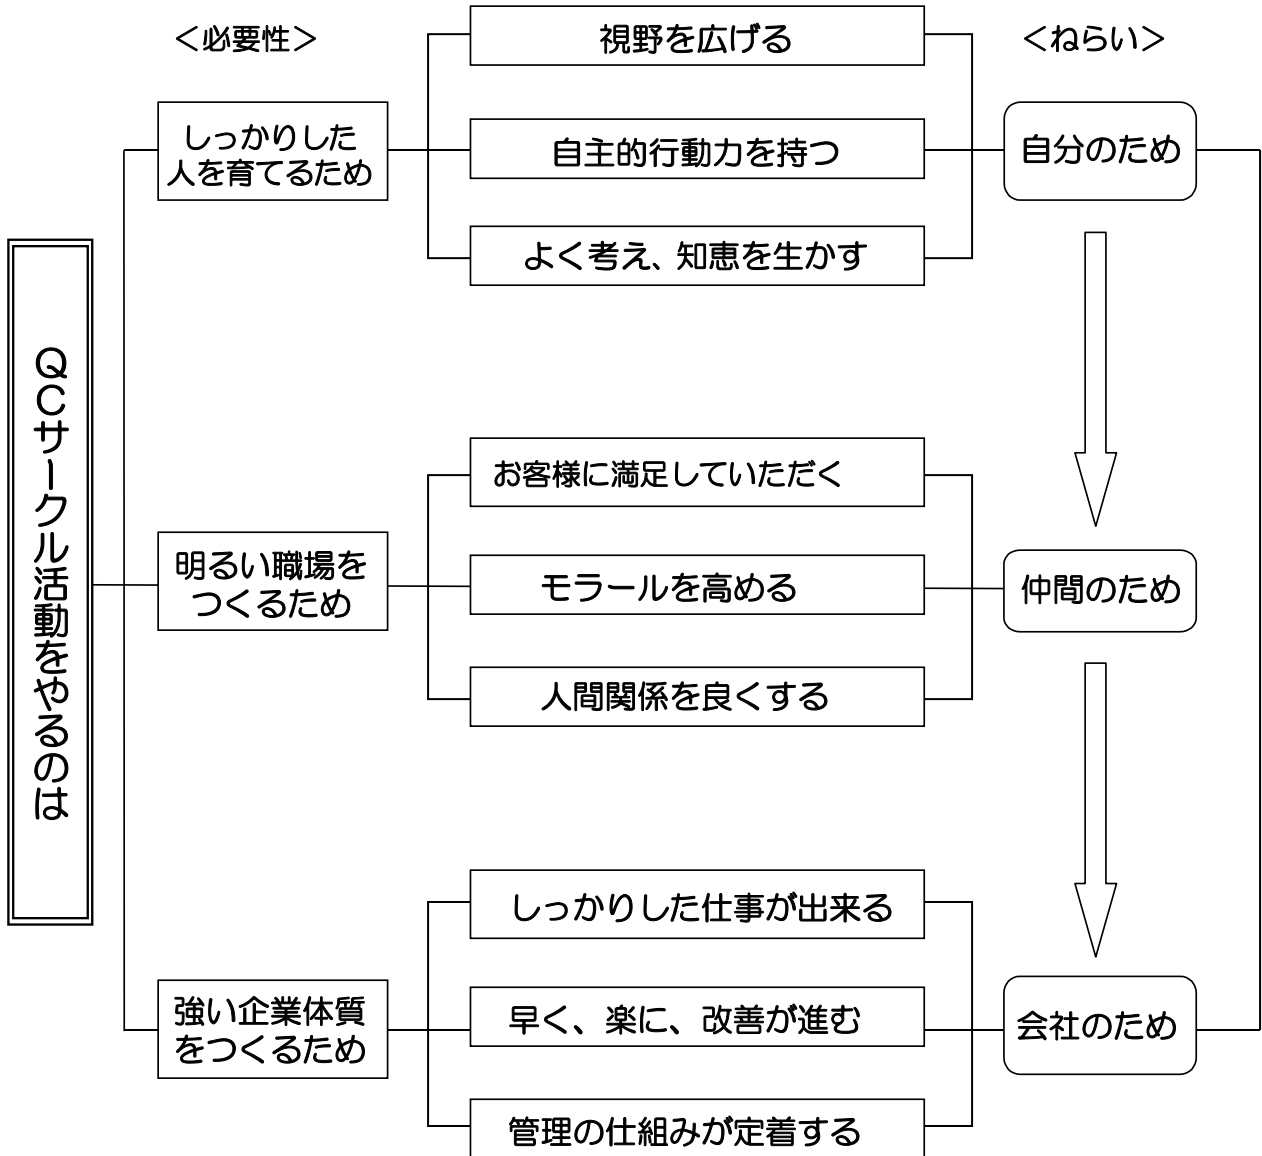 ＜必要性＞
＜ねらい＞
QCサークル活動をやるのは
しっかりした
人を育てるため
視野を広げる
自主的行動力を持つ
よく考え、知恵を生かす
自分のため
明るい職場を
つくるため
お客様に満足していただく
モラールを高める
人間関係を良くする
仲間のため
強い企業体質
をつくるため
しっかりした仕事が出来る
早く、楽に、改善が進む
管理の仕組みが定着する
会社のため